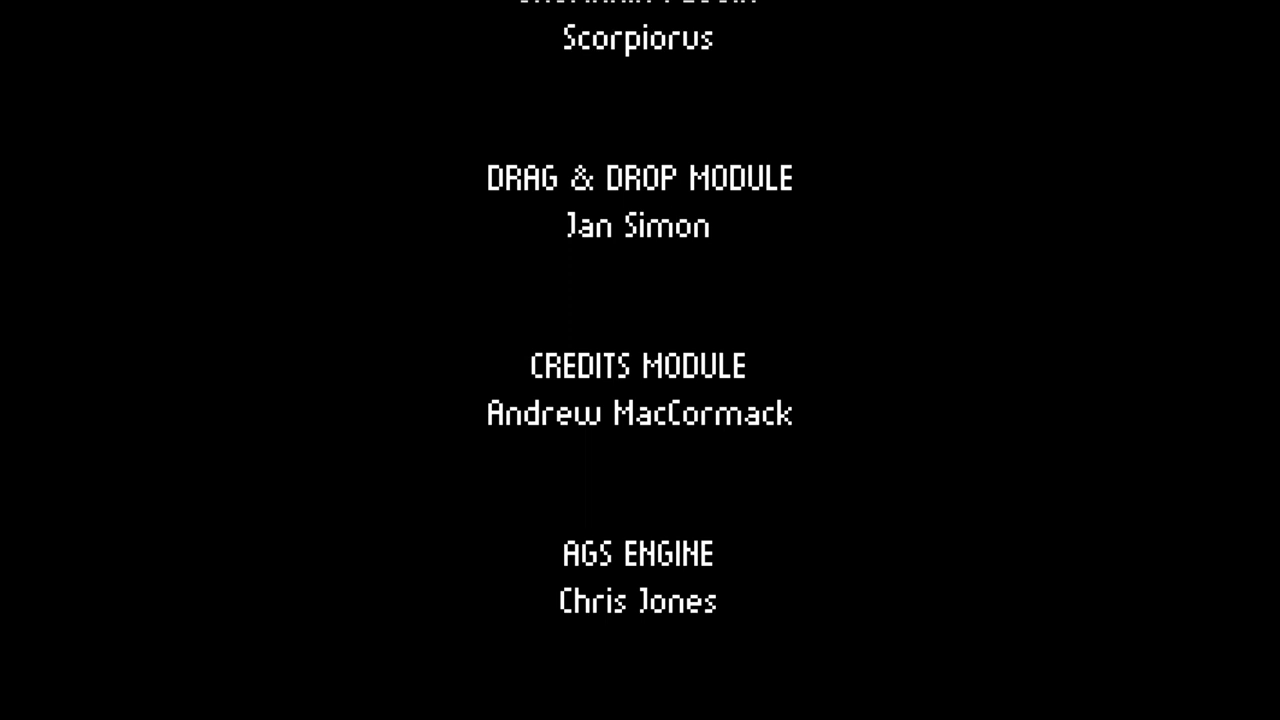 Scorpiorus
DRAG & DROP MODULE
Jan Simon
CREDITS MODULE
Andrew MacCormack
AGS ENGINE
Chris Jones